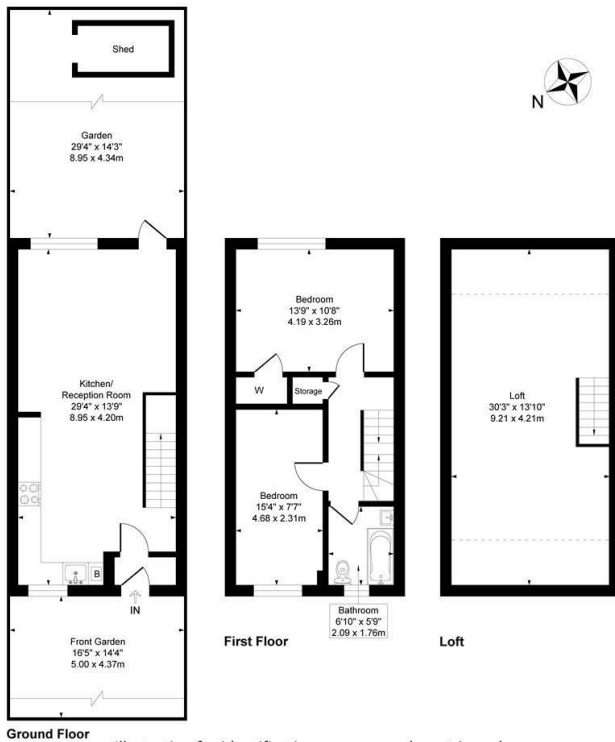 Shed
N
Garden
29'4" x 14'3"
8.95 x 4.34m
Kitchen/
Reception Room
29'4" x 13'9"
8.95 x 4.20m
B
IN
Front Garden
16'5" x 14'4"
5.00 x 4.37m
Ground Floor
Bedroom
13'9" x 10'8"
4.19 x 3.26m
W
Storage
Bedroom
15'4" x 7'7"
4.68 x 2.31m
Bathroom
6'10" x 5'9"
2.09 x 1.76m
First Floor
Loft
30'3" x 13'10"
9.21 x 4.21m
Loft